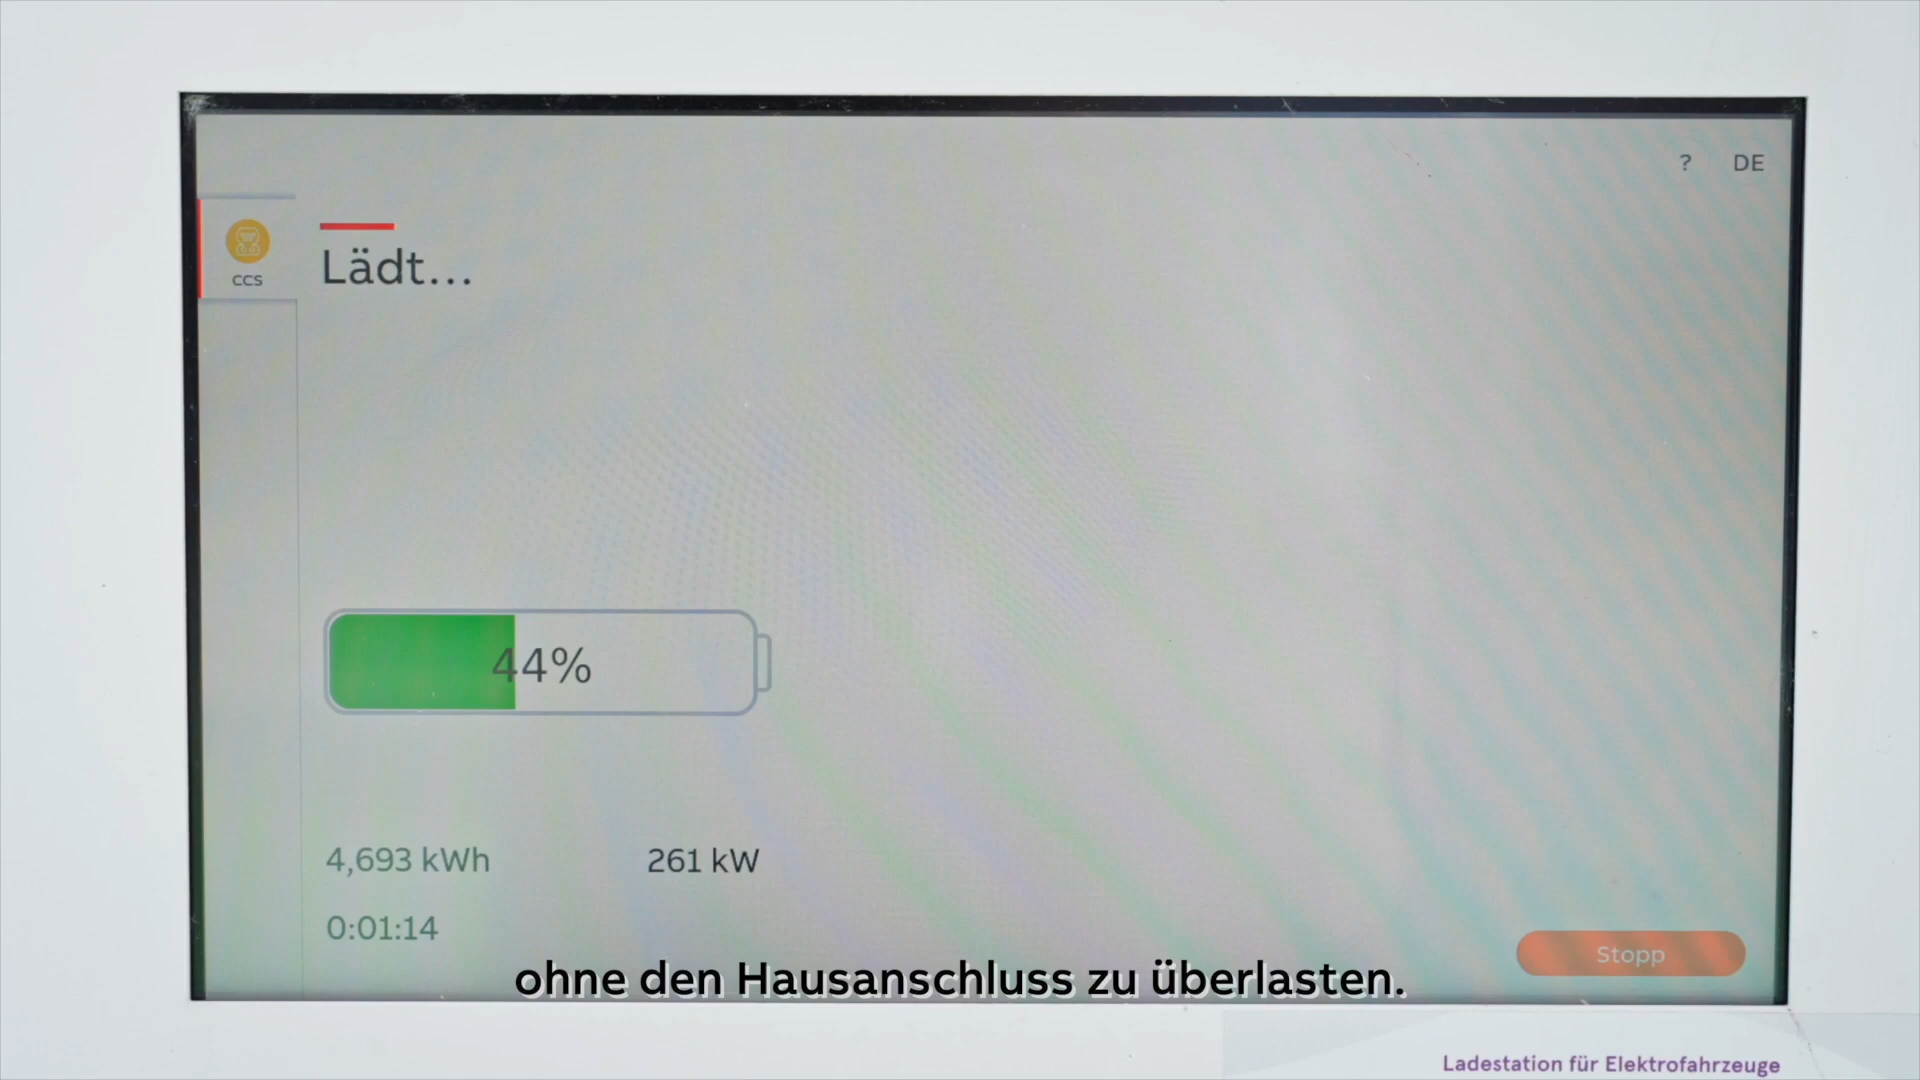 ? DE
CCS
Lädt...
44%
4,693 kWh 261 kW
0:01:14
Stopp
ohne den Hausanschluss zu überlasten.
Ladestation für Elektrofahrzeuge